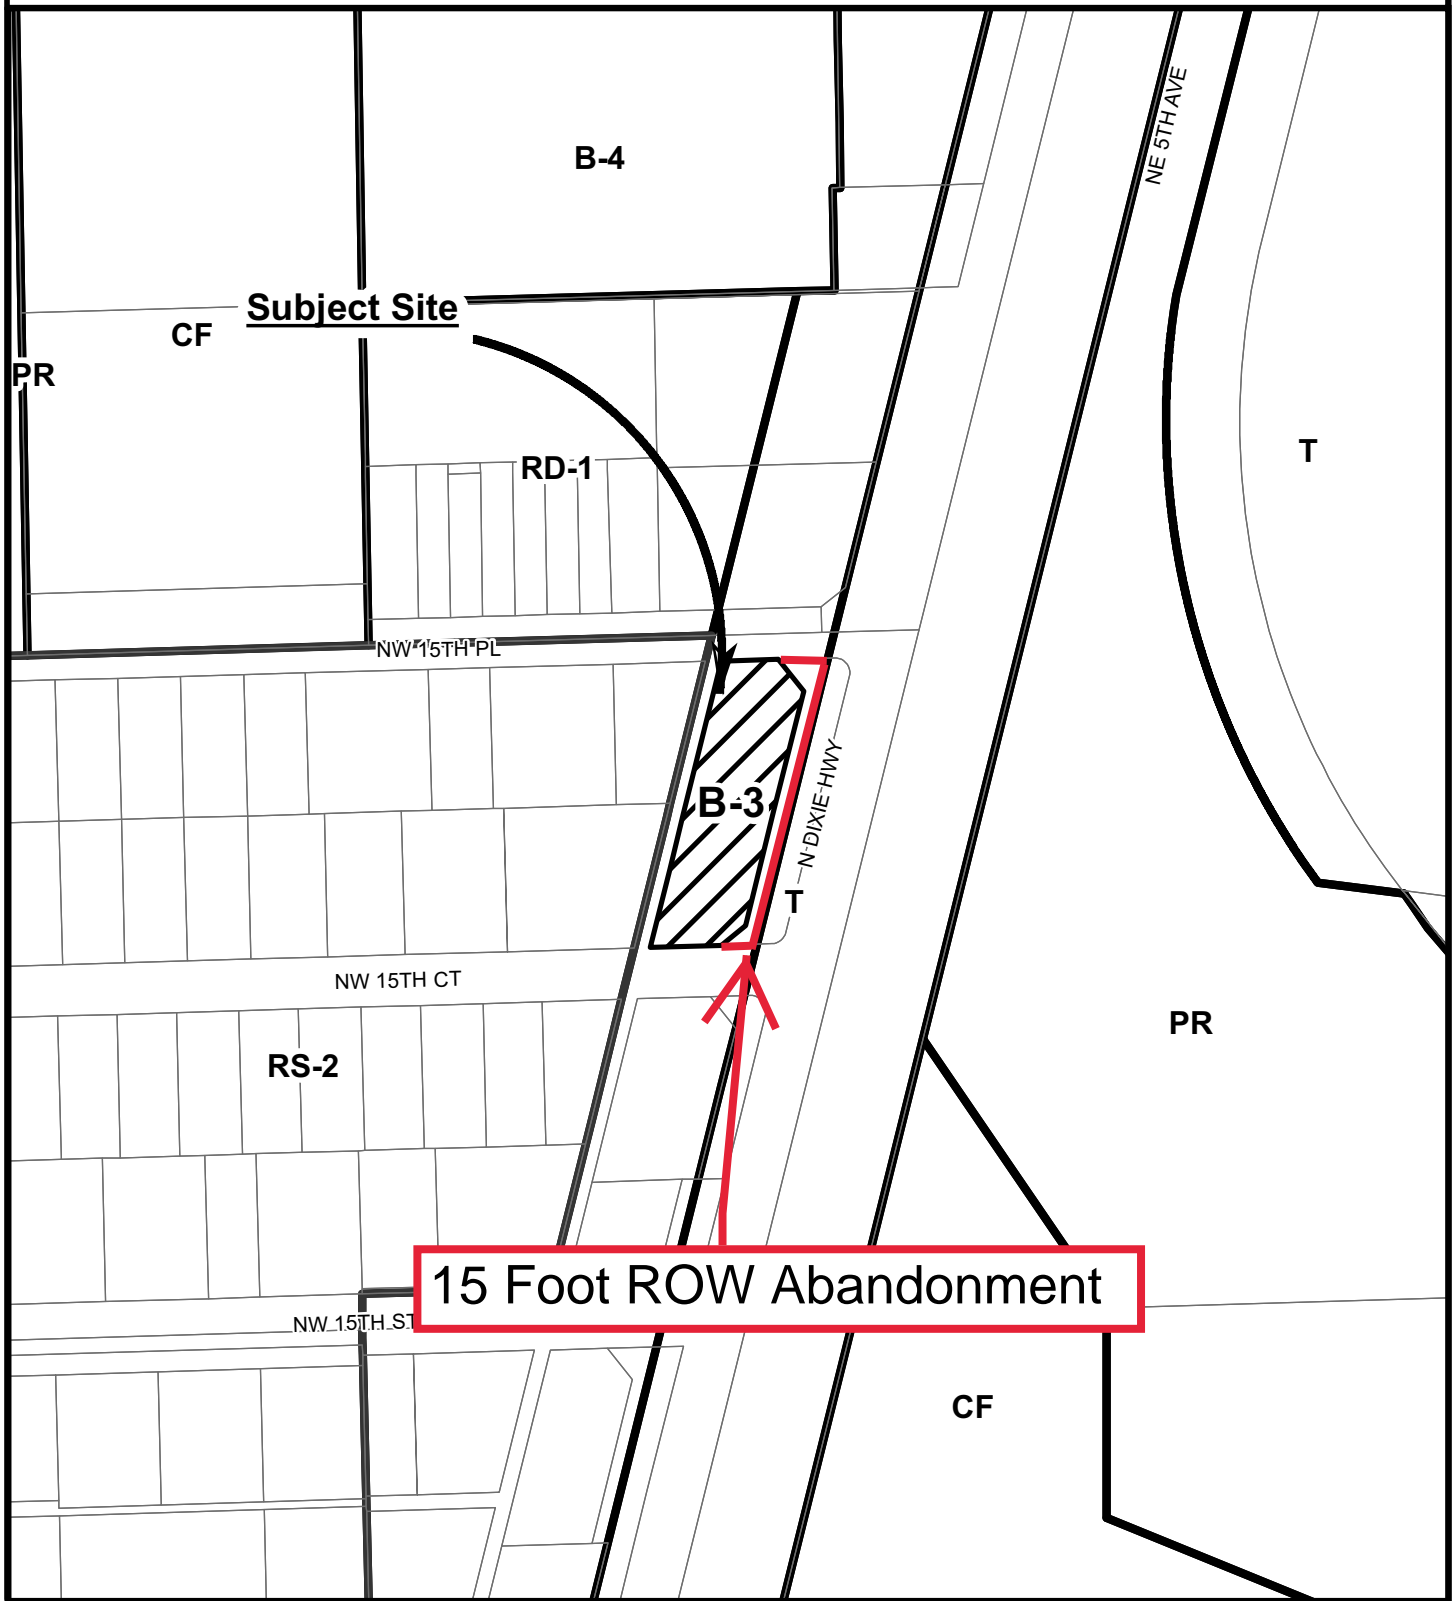 NE 5TH AVE
B-4
Subject Site
CF
PR
T
RD-1
NW 15TH PL
B-3
N DIXIE HWY
T
NW 15TH CT
PR
RS-2
15 Foot ROW Abandonment
NW 15TH ST
CF